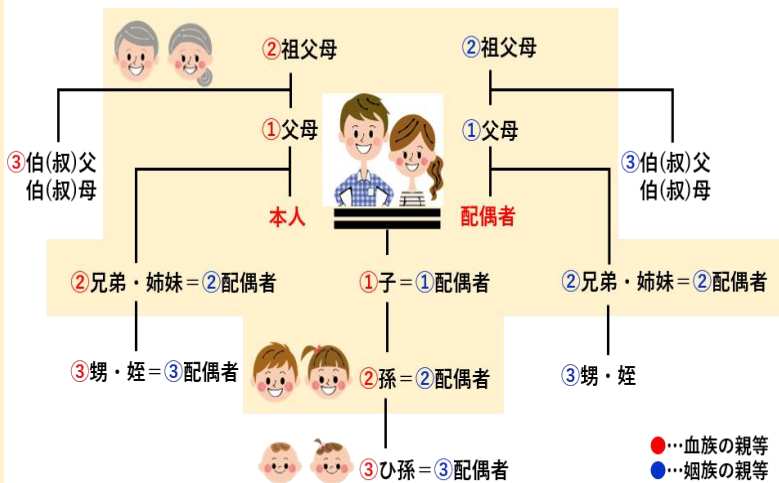 ②祖父母
②祖父母
①父母
①父母
③伯(叔)父
伯(叔)母
③伯(叔)父
伯(叔)母
本人
配偶者
②兄弟・姉妹＝②配偶者
①子＝①配偶者
②兄弟・姉妹＝②配偶者
③甥・姪＝③配偶者
②孫＝②配偶者
③甥・姪
③ひ孫＝③配偶者
●…血族の親等
●…姻族の親等